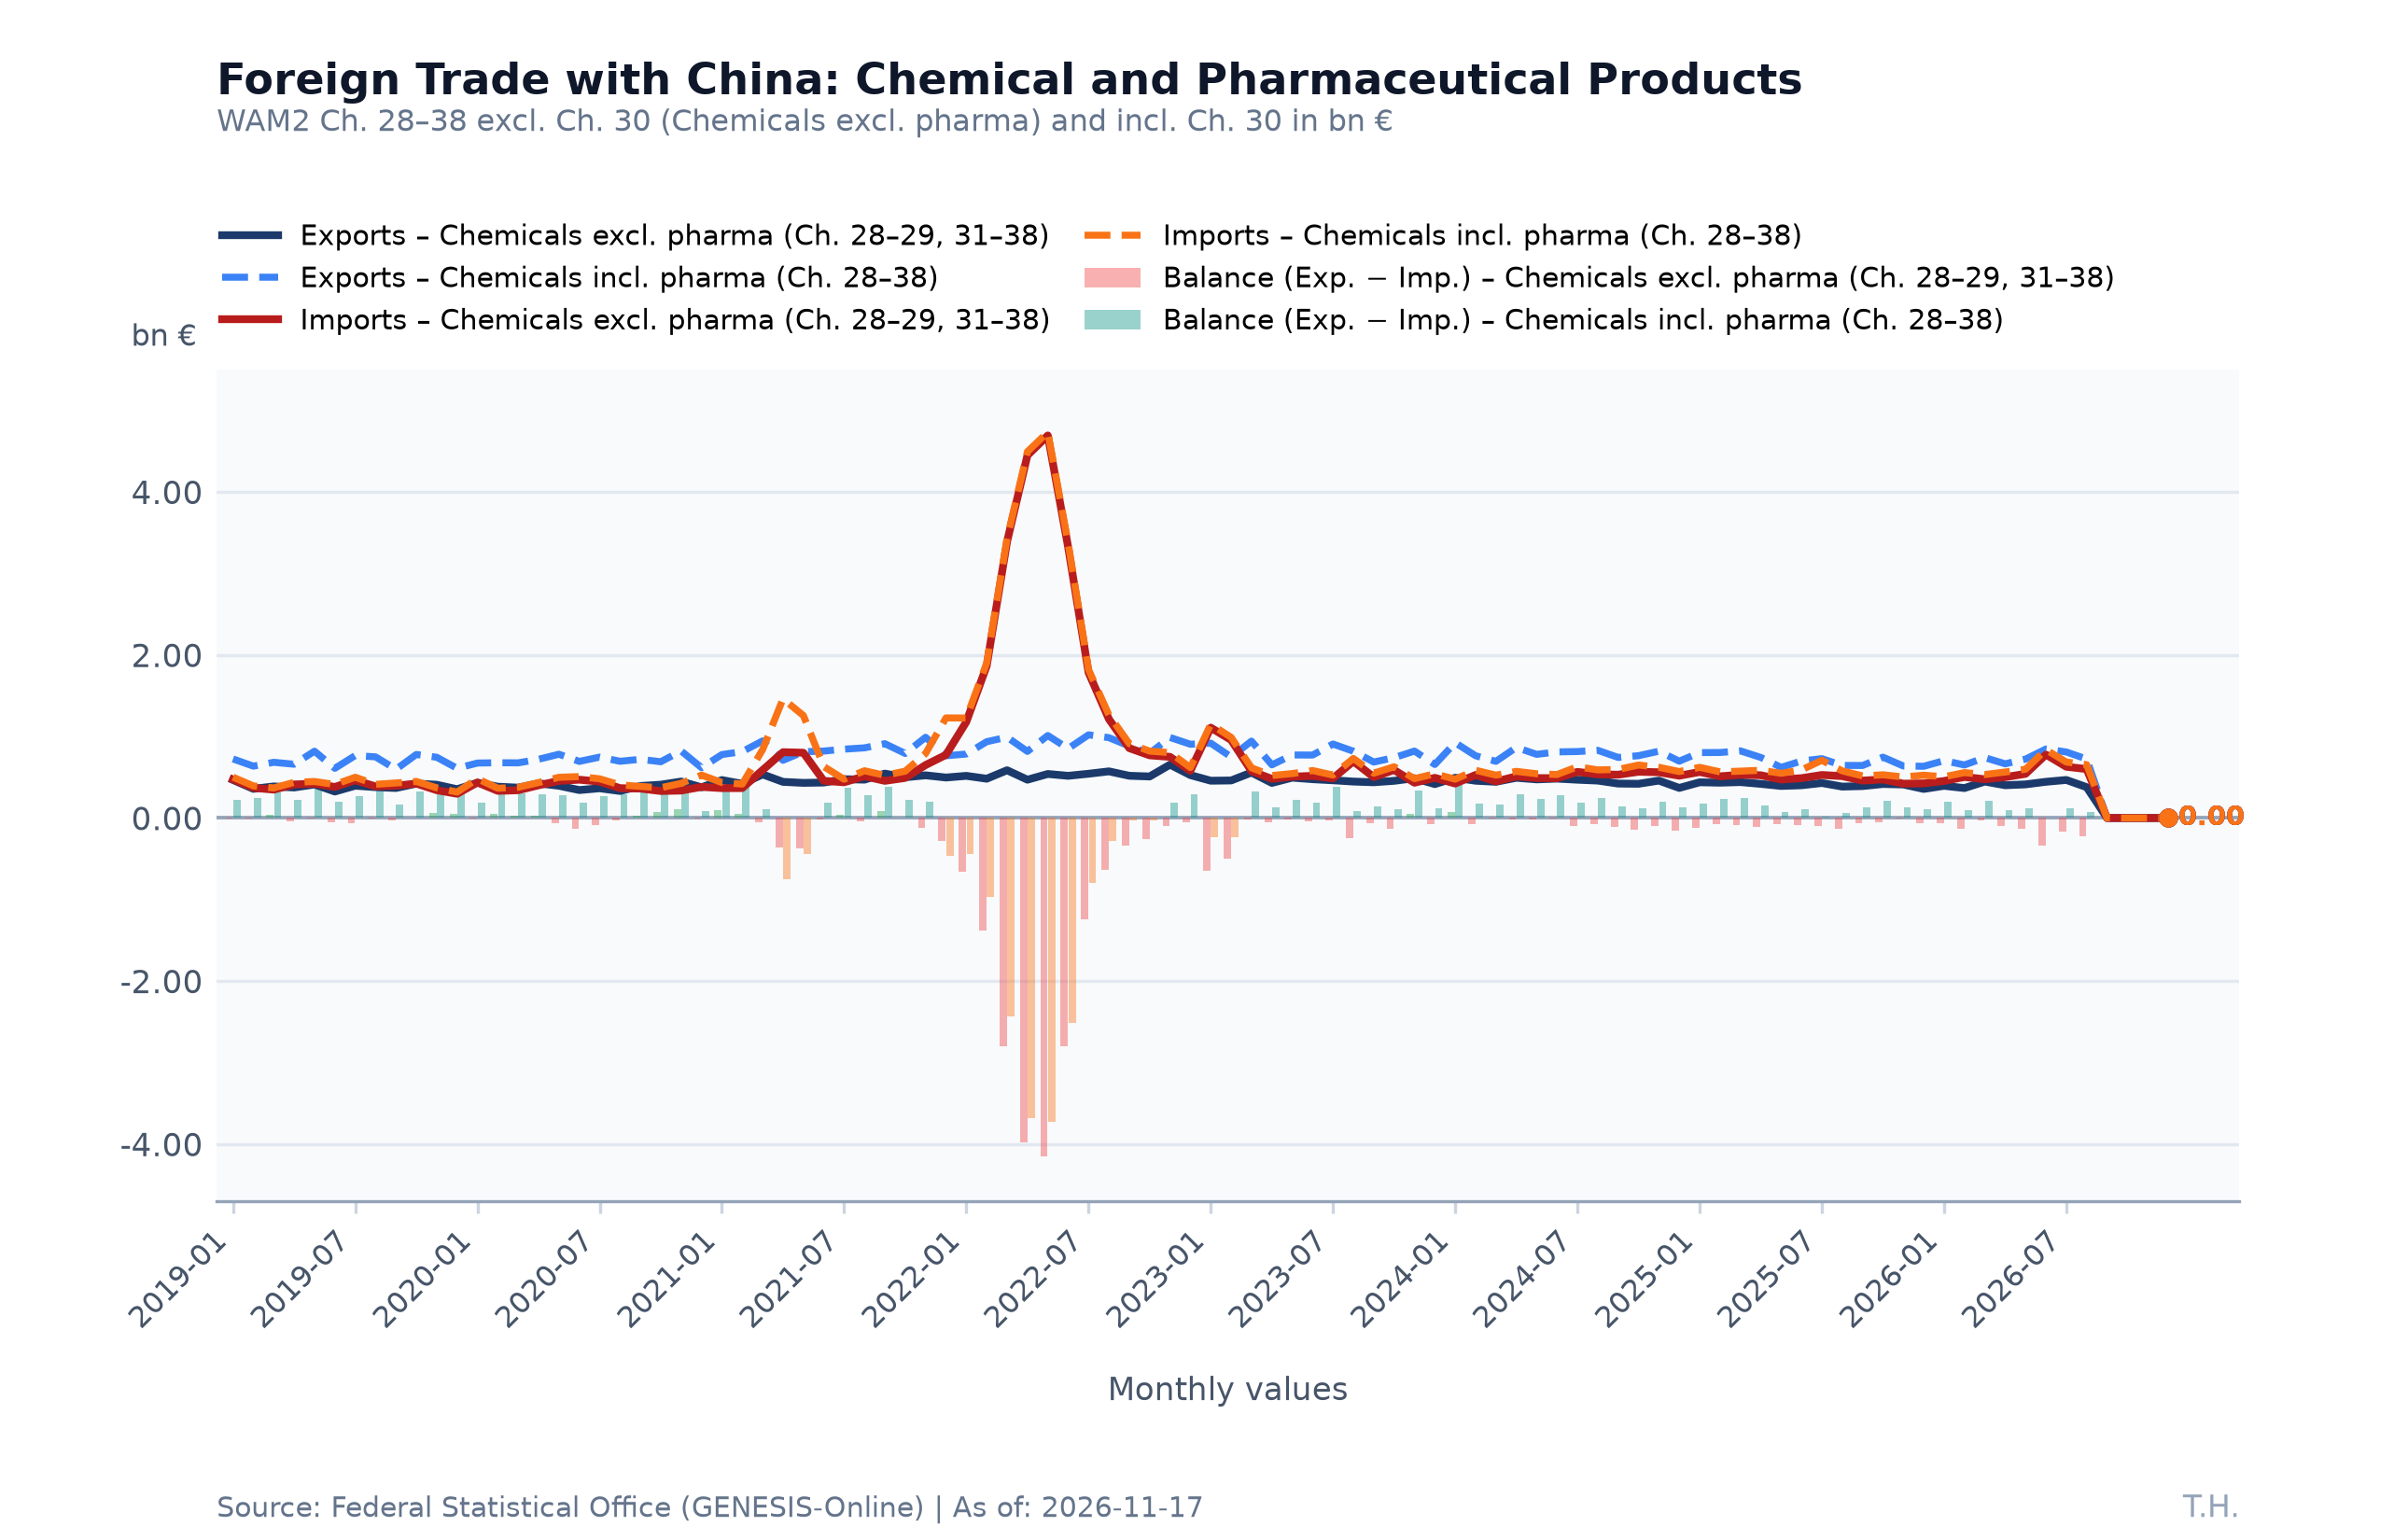 Foreign Trade with China: Chemical and Pharmaceutical Products
WAM2 Ch. 28–38 excl. Ch. 30 (Chemicals excl. pharma) and incl. Ch. 30 in bn €
Exports – Chemicals excl. pharma (Ch. 28–29, 31–38)
Exports – Chemicals incl. pharma (Ch. 28–38)
Imports – Chemicals excl. pharma (Ch. 28–29, 31–38)
Imports – Chemicals incl. pharma (Ch. 28–38)
Balance (Exp. − Imp.) – Chemicals excl. pharma (Ch. 28–29, 31–38)
Balance (Exp. − Imp.) – Chemicals incl. pharma (Ch. 28–38)
bn €
4.00
2.00
0.00
-2.00
-4.00
0.00
2019-01
2019-07
2020-01
2020-07
2021-01
2021-07
2022-01
2022-07
2023-01
2023-07
2024-01
2024-07
2025-01
2025-07
2026-01
2026-07
Monthly values
Source: Federal Statistical Office (GENESIS-Online) | As of: 2026-11-17
T.H.